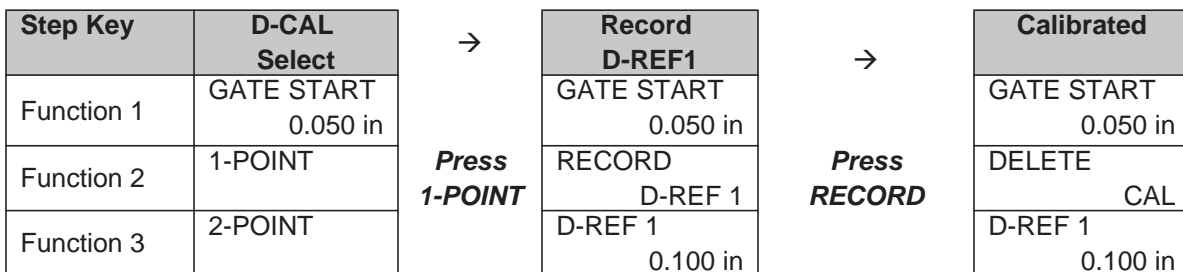 Step Key D-CAL Select → Record D-REF1 → Calibrated
Function 1 GATE START 0.050 in GATE START 0.050 in GATE START 0.050 in
Function 2 1-POINT Press 1-POINT RECORD D-REF 1 Press RECORD DELETE CAL
Function 3 2-POINT D-REF 1 0.100 in D-REF 1 0.100 in